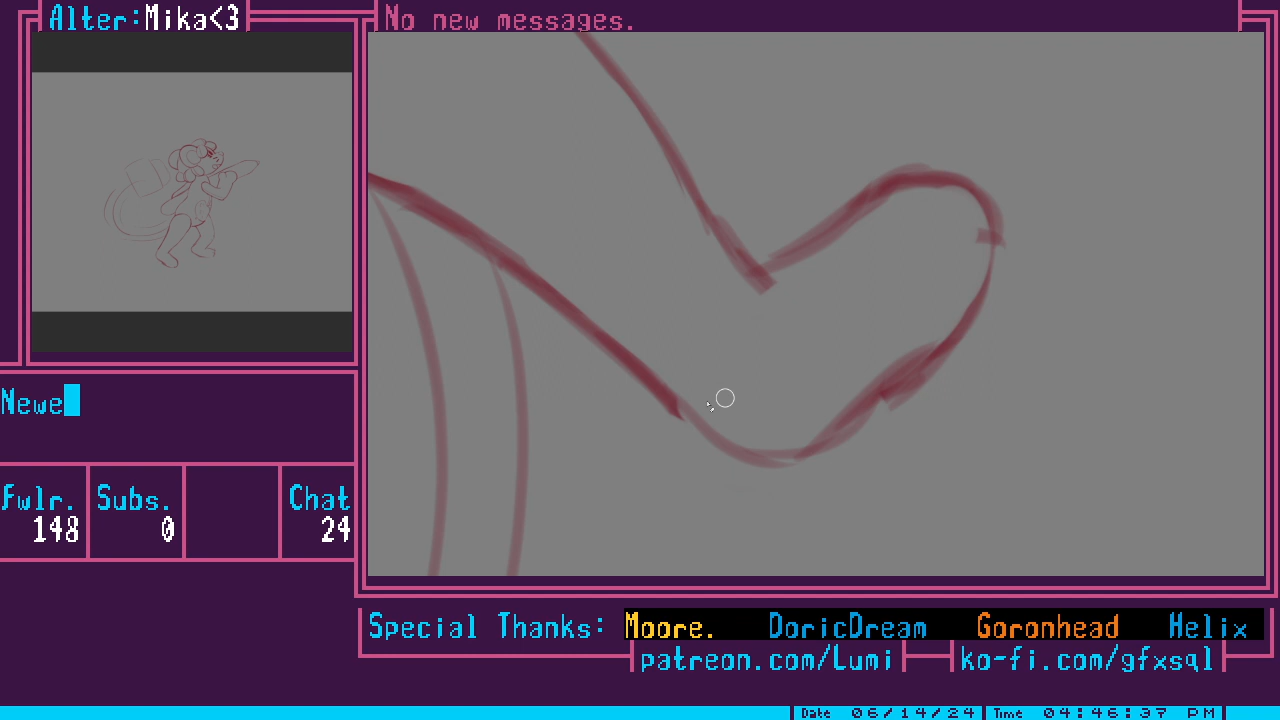 Alter:Mika<3
No new messages.
Newe
Fwlr. Subs. Chat
148 0 24
Special Thanks: Moore. DoricDream Goronhead Helix
patreon.com/Lumi ko-fi.com/gfxsql
Date 06/14/24 Time 04:46:37 PM